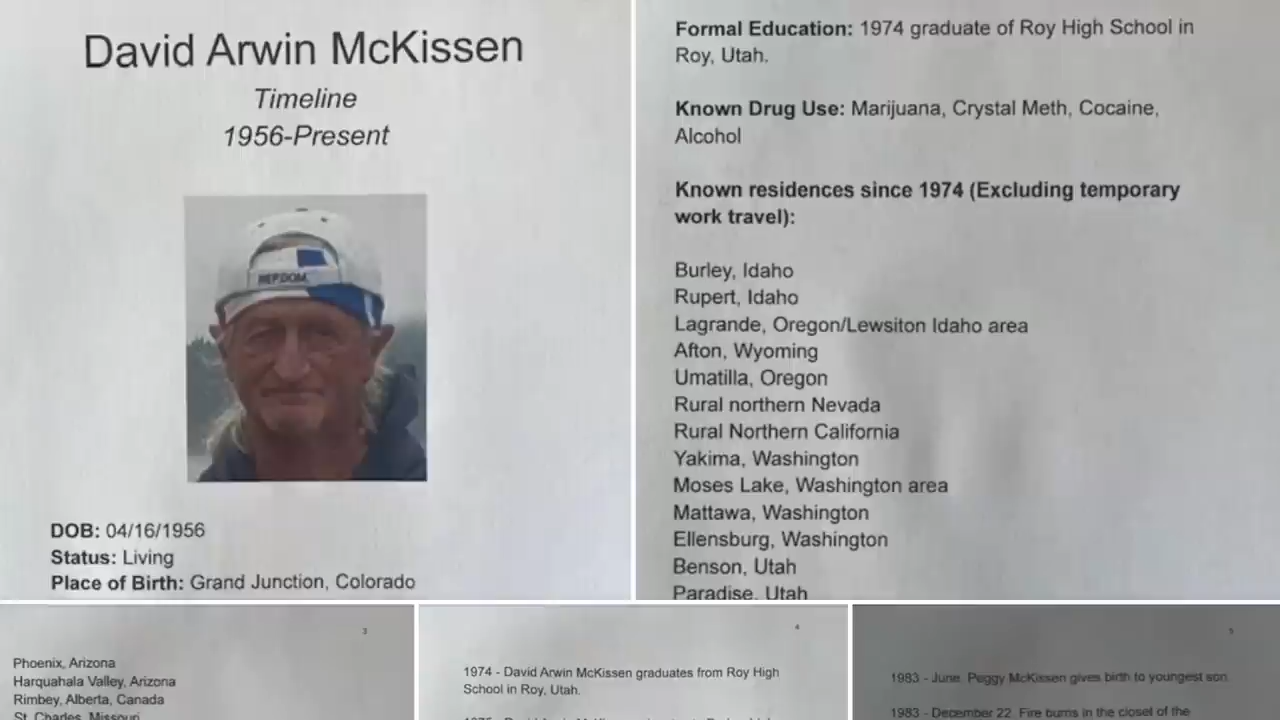 David Arwin McKissen
Timeline
1956-Present
DOB: 04/16/1956
Status: Living
Place of Birth: Grand Junction, Colorado
Formal Education: 1974 graduate of Roy High School in
Roy, Utah.
Known Drug Use: Marijuana, Crystal Meth, Cocaine,
Alcohol
Known residences since 1974 (Excluding temporary
work travel):
Burley, Idaho
Rupert, Idaho
Lagrande, Oregon/Lewsiton Idaho area
Afton, Wyoming
Umatilla, Oregon
Rural northern Nevada
Rural Northern California
Yakima, Washington
Moses Lake, Washington area
Mattawa, Washington
Ellensburg, Washington
Benson, Utah
Paradise, Utah
3
Phoenix, Arizona
Harquahala Valley, Arizona
Rimbey, Alberta, Canada
St. Charles, Missouri
4
1974 - David Arwin McKissen graduates from Roy High
School in Roy, Utah.
5
1983 - June. Peggy McKissen gives birth to youngest son.
1983 - December 22. Fire burns in the closet of the